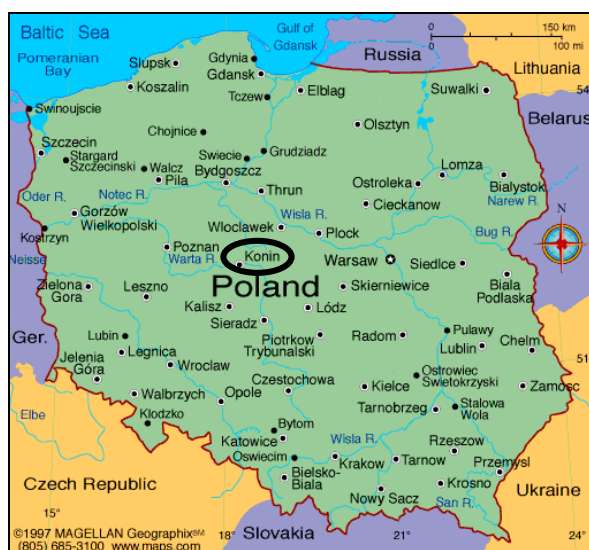 Baltic Sea
Gulf of
Gdansk
150 km
0
0
100 mi
Pomeranian
Bay
Gdynia
Slupsk
Gdansk
Russia
Lithuania
Koszalin
Tczew
Elblag
Suwalki
54
Swinoujscie
Belarus
Chojnice
Olsztyn
Szczecin
Stargard
Szczecinski
Walcz
Swiecie
Grudziadz
Lomza
Pila
Bydgoszcz
Ostroleka
Bialystok
Oder R.
Notec R.
Thrun
Narew R.
Gorzów
Wielkopolski
Cieckanow
Wloclawek
Wisla R.
Plock
Bug R.
Kostrzyn
Poznan
Konin
Neisse
Warta R.
Warsaw
Siedlce
Biala
Podlaska
Zielona
Gora
Leszno
Poland
Skierniewice
Kalisz
Lódz
Ger.
Sieradz
Lubin
Piotrkow
Trybunalski
Radom
Pulawy
Chelm
Legnica
Lublin
51
Jelenia
Góra
Wroclaw
Czestochowa
Ostrowiec
Swietokrzyski
Walbrzych
Opole
Kielce
Zamosc
Elbe
Tarnobrzeg
Stalowa
Wola
Klodzko
Bytom
Katowice
Wisla R.
Rzeszow
Oswiecim
Krakow
Tarnow
Przemysl
Bielsko-
Biala
Czech Republic
Krosno
Ukraine
Nowy Sacz
San R.
15°
©1997 MAGELLAN Geographix℠
18°
21°
24°
Slovakia
(805) 685-3100 www.maps.com